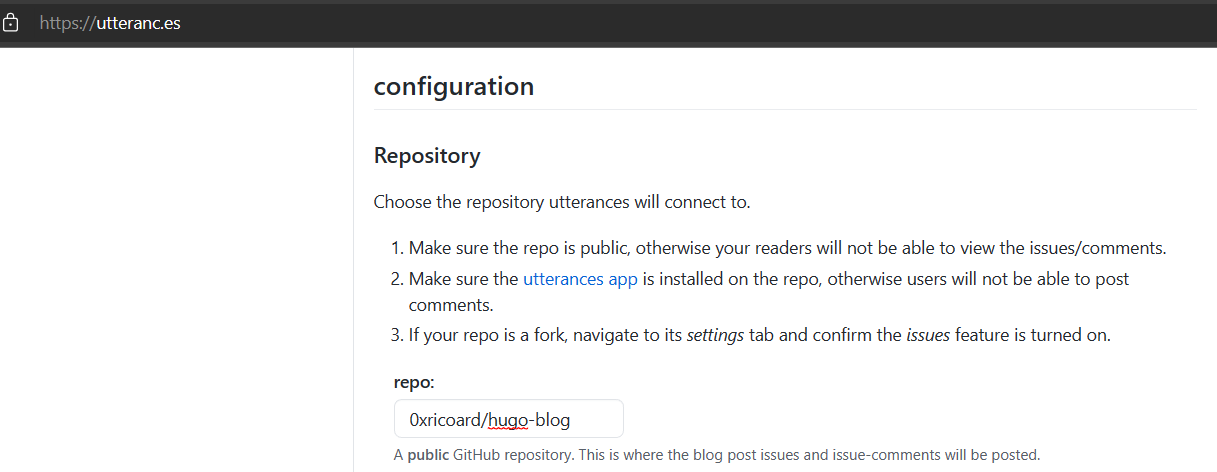 https://utteranc.es
configuration
Repository
Choose the repository utterances will connect to.
1. Make sure the repo is public, otherwise your readers will not be able to view the issues/comments.
2. Make sure the utterances app is installed on the repo, otherwise users will not be able to post
comments.
3. If your repo is a fork, navigate to its settings tab and confirm the issues feature is turned on.
repo:
0xricoard/hugo-blog
A public GitHub repository. This is where the blog post issues and issue-comments will be posted.